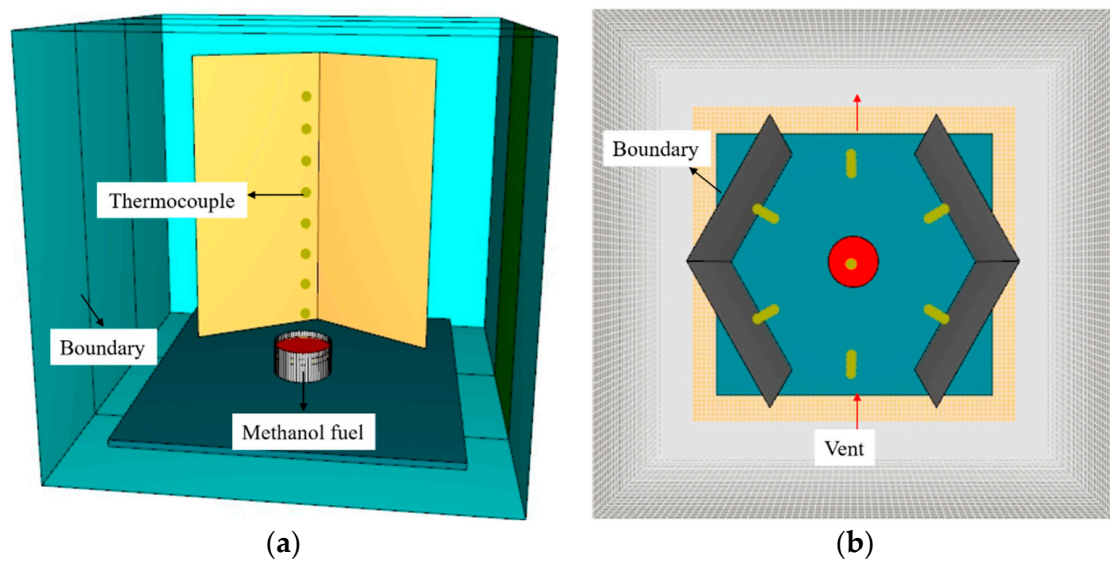 Thermocouple
Boundary
Methanol fuel
(a)
Boundary
Vent
(b)